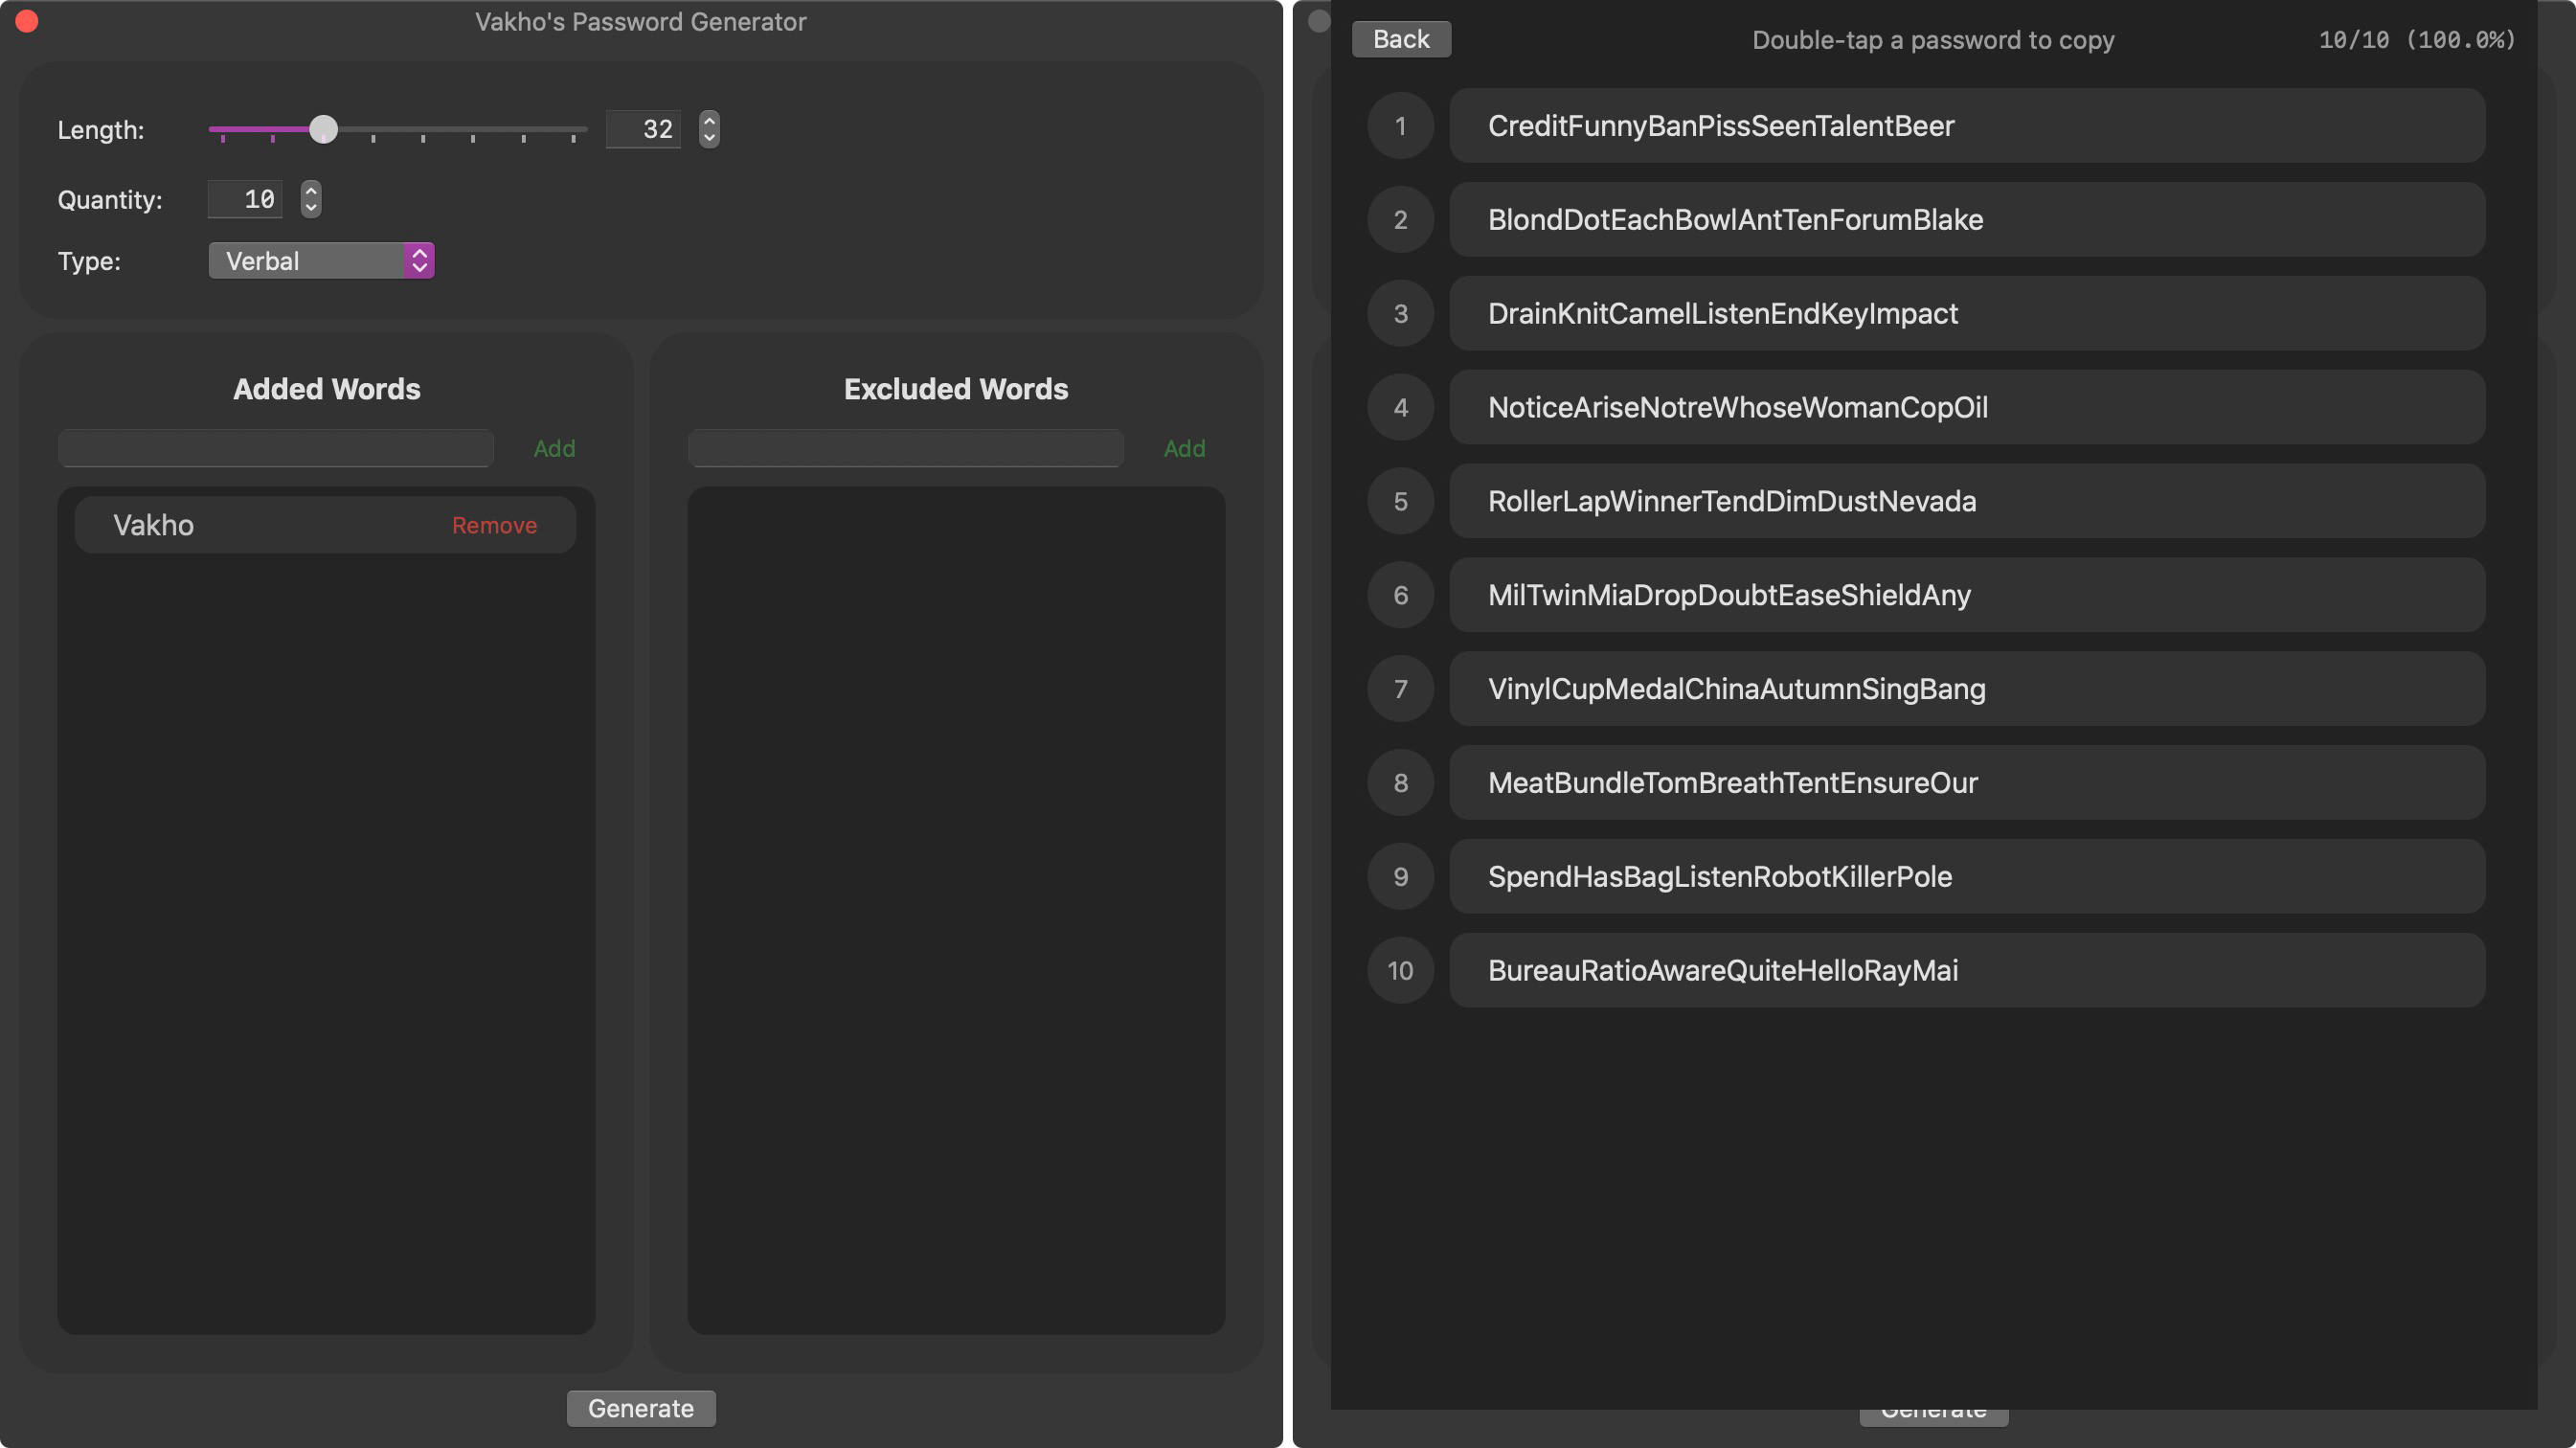 Vakho's Password Generator
Length:
32
Quantity:
10
Type:
Verbal
Added Words
Add
Vakho
Remove
Excluded Words
Add
Generate
Back
Double-tap a password to copy
10/10 (100.0%)
1
CreditFunnyBanPissSeenTalentBeer
2
BlondDotEachBowlAntTenForumBlake
3
DrainKnitCamelListenEndKeyImpact
4
NoticeAriseNotreWhoseWomanCopOil
5
RollerLapWinnerTendDimDustNevada
6
MilTwinMiaDropDoubtEaseShieldAny
7
VinylCupMedalChinaAutumnSingBang
8
MeatBundleTomBreathTentEnsureOur
9
SpendHasBagListenRobotKillerPole
10
BureauRatioAwareQuiteHelloRayMai
Generate